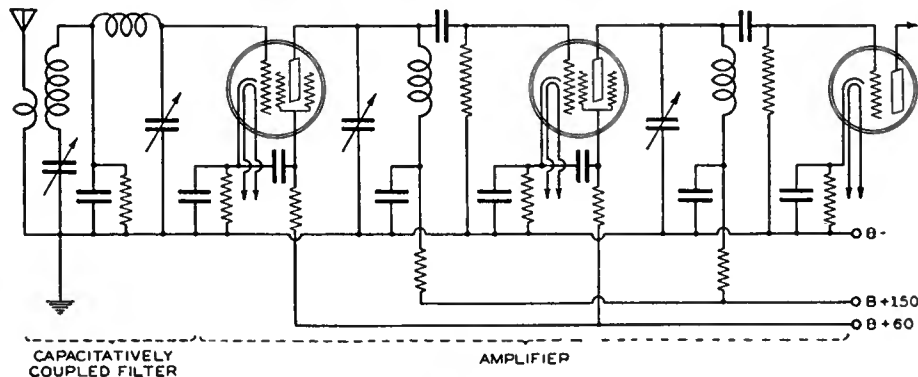 B-
B+150
B+60
CAPACITATIVELY
COUPLED FILTER
AMPLIFIER